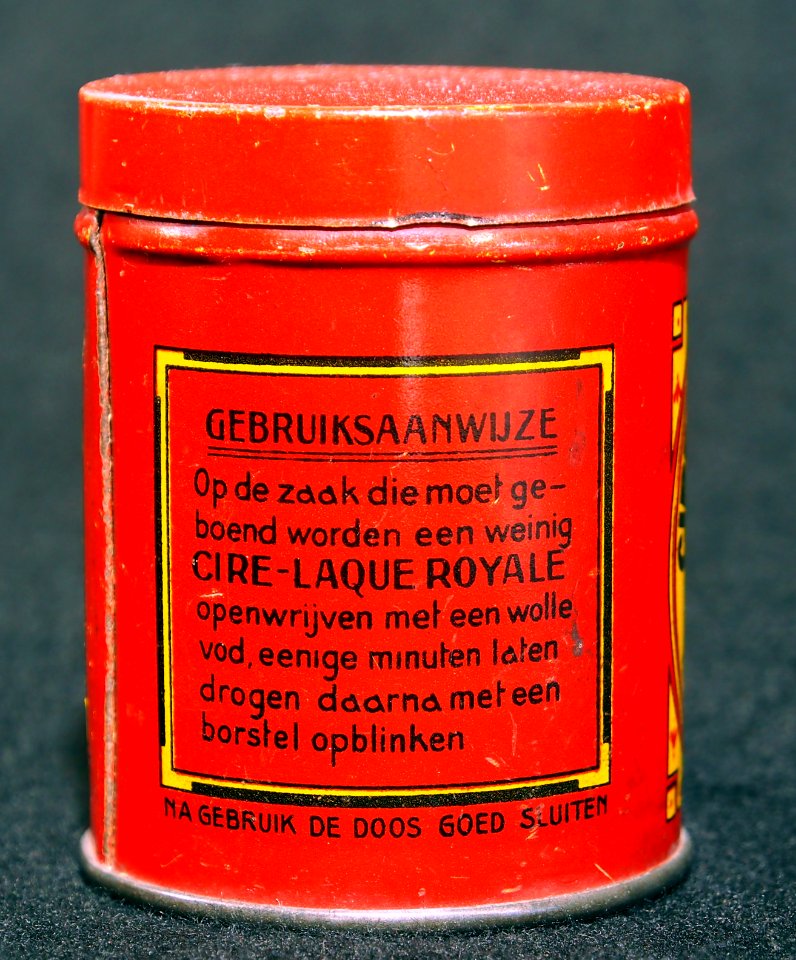 GEBRUIKSAANWIJZE
Op de zaak die moet ge-
boend worden een weinig
CIRE-LAQUE ROYALE
openwrijven met een wolle
vod, eenige minuten laten
drogen daarna met een
borstel opblinken
NA GEBRUIK DE DOOS GOED SLUITEN